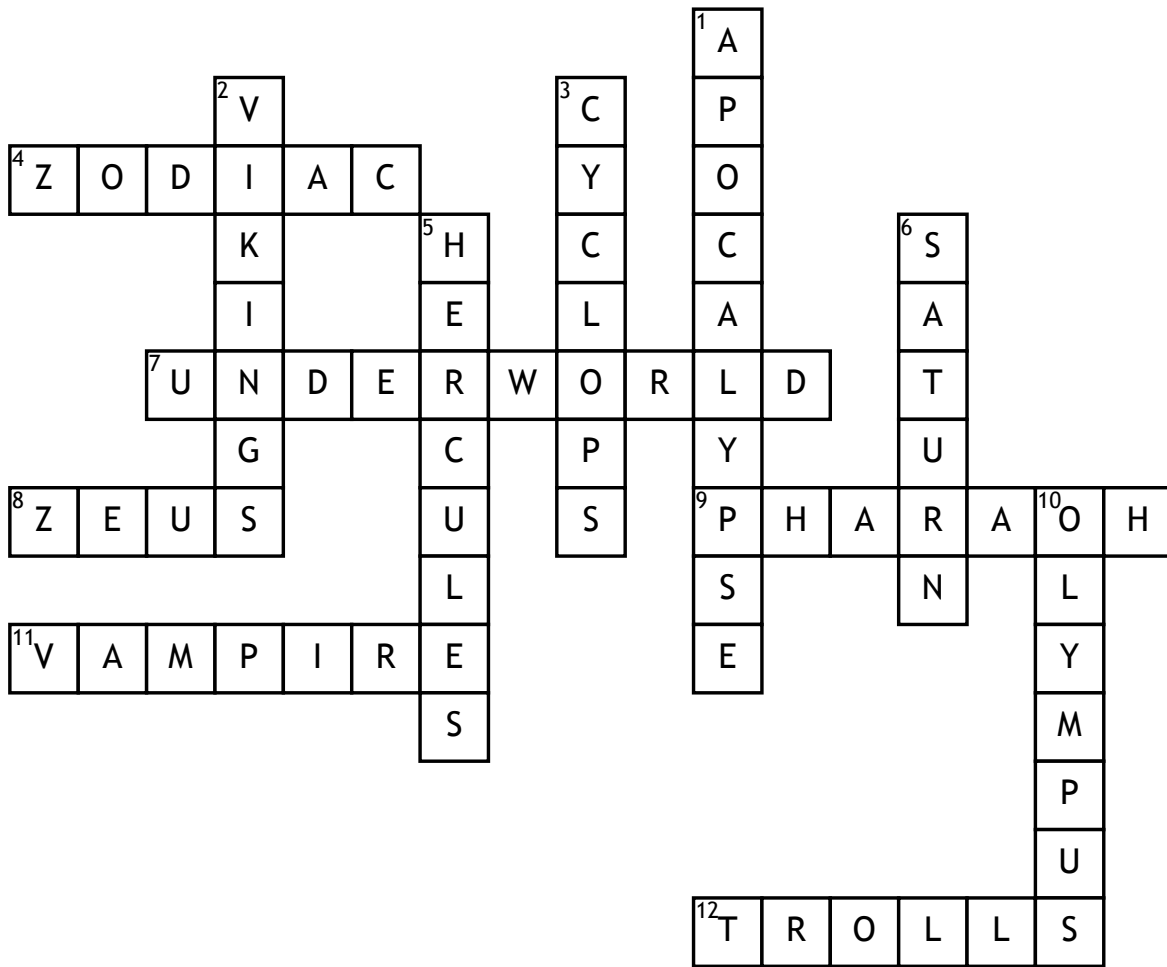 1 A
2 V 3 C P
4 Z O D I A C Y O
K 5 H C C 6 S
I E L A A
7 U N D E R W O R L D T
G C P Y U
8 Z E U S U S 9 P H A R A 10 O H
L S N L
11 V A M P I R E E Y
S M
P
U
12 T R O L L S